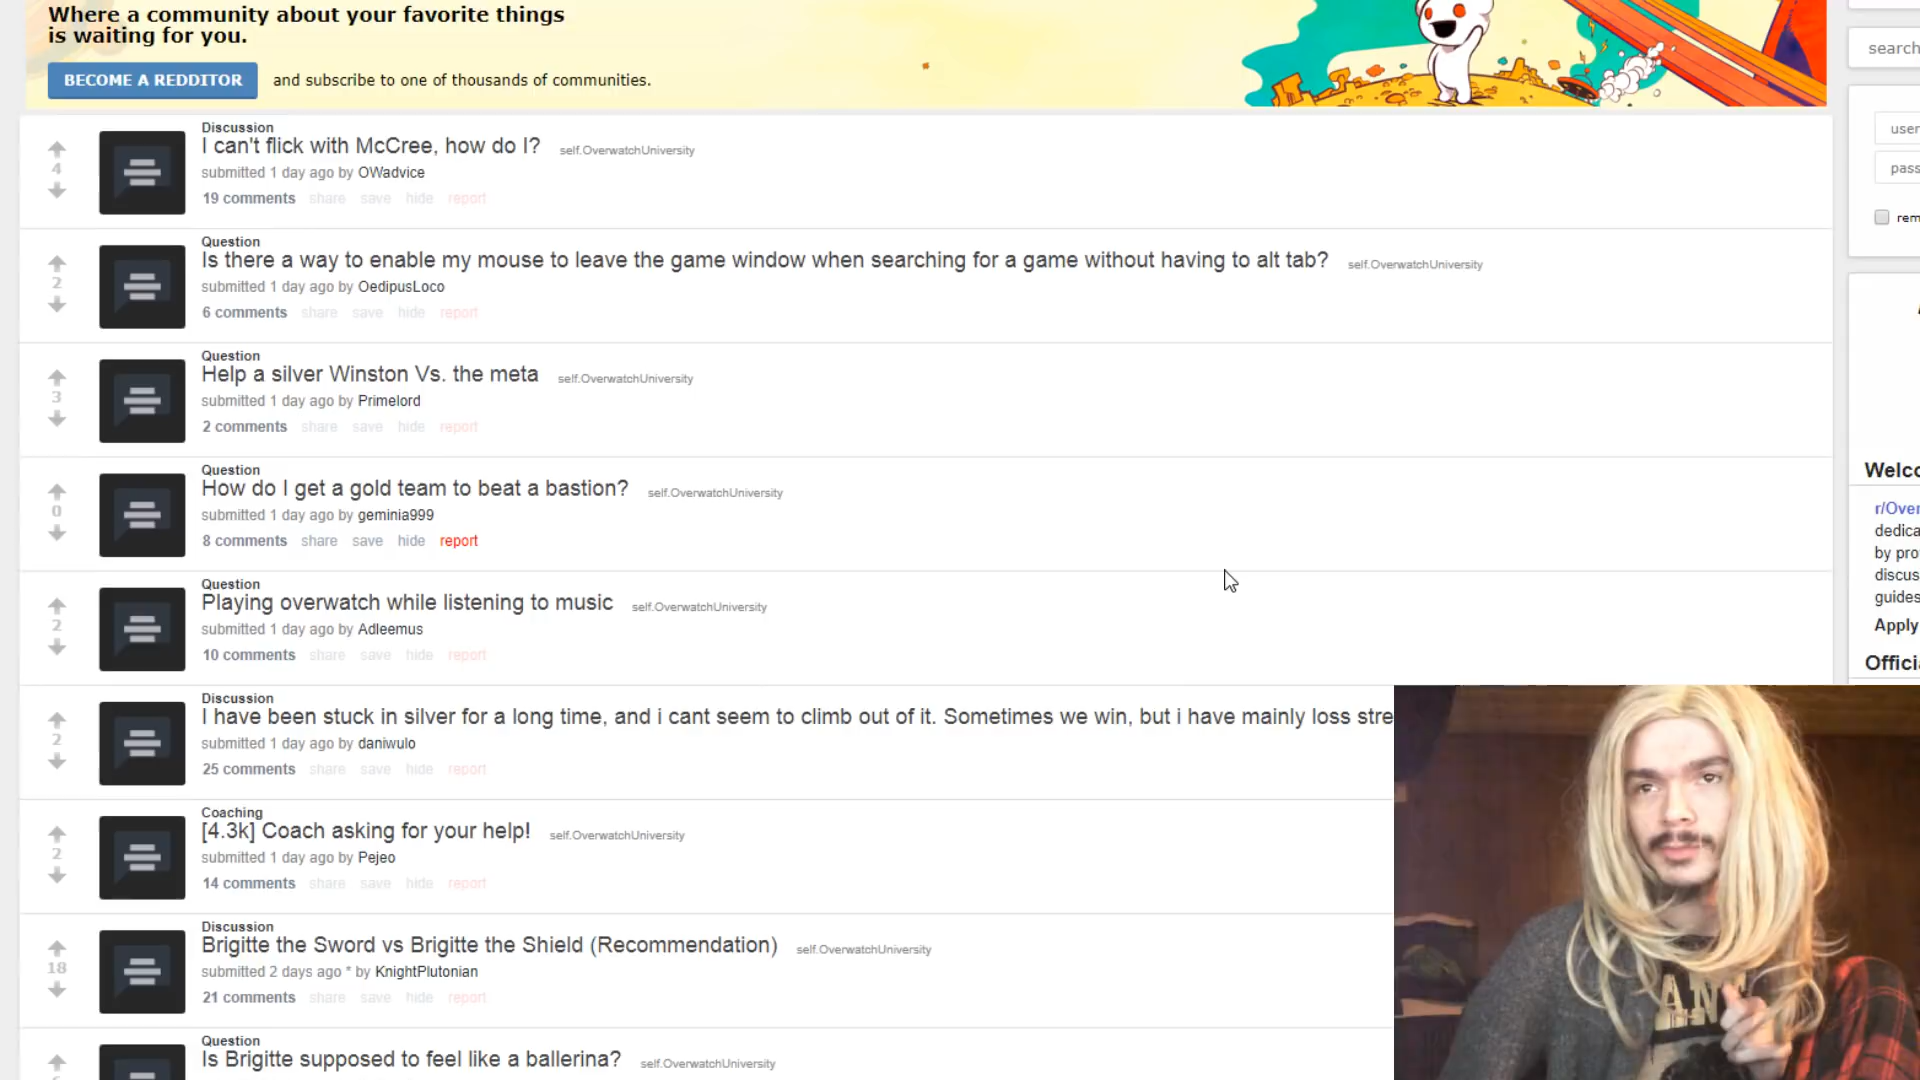 Where a community about your favorite things
is waiting for you.
BECOME A REDDITOR and subscribe to one of thousands of communities.
search
user
pass
rem
Discussion
4
I can't flick with McCree, how do I? self.OverwatchUniversity
submitted 1 day ago by OWadvice
19 comments share save hide report
Question
2
Is there a way to enable my mouse to leave the game window when searching for a game without having to alt tab? self.OverwatchUniversity
submitted 1 day ago by OedipusLoco
6 comments share save hide report
Question
3
Help a silver Winston Vs. the meta self.OverwatchUniversity
submitted 1 day ago by Primelord
2 comments share save hide report
Question
0
How do I get a gold team to beat a bastion? self.OverwatchUniversity
submitted 1 day ago by geminia999
8 comments share save hide report
Question
2
Playing overwatch while listening to music self.OverwatchUniversity
submitted 1 day ago by Adleemus
10 comments share save hide report
Discussion
2
I have been stuck in silver for a long time, and i cant seem to climb out of it. Sometimes we win, but i have mainly loss stre
submitted 1 day ago by daniwulo
25 comments share save hide report
Coaching
2
[4.3k] Coach asking for your help! self.OverwatchUniversity
submitted 1 day ago by Pejeo
14 comments share save hide report
Discussion
18
Brigitte the Sword vs Brigitte the Shield (Recommendation) self.OverwatchUniversity
submitted 2 days ago * by KnightPlutonian
21 comments share save hide report
Question
Is Brigitte supposed to feel like a ballerina? self.OverwatchUniversity
Welco
r/Over
dedica
by pro
discus
guides
Apply
Offici